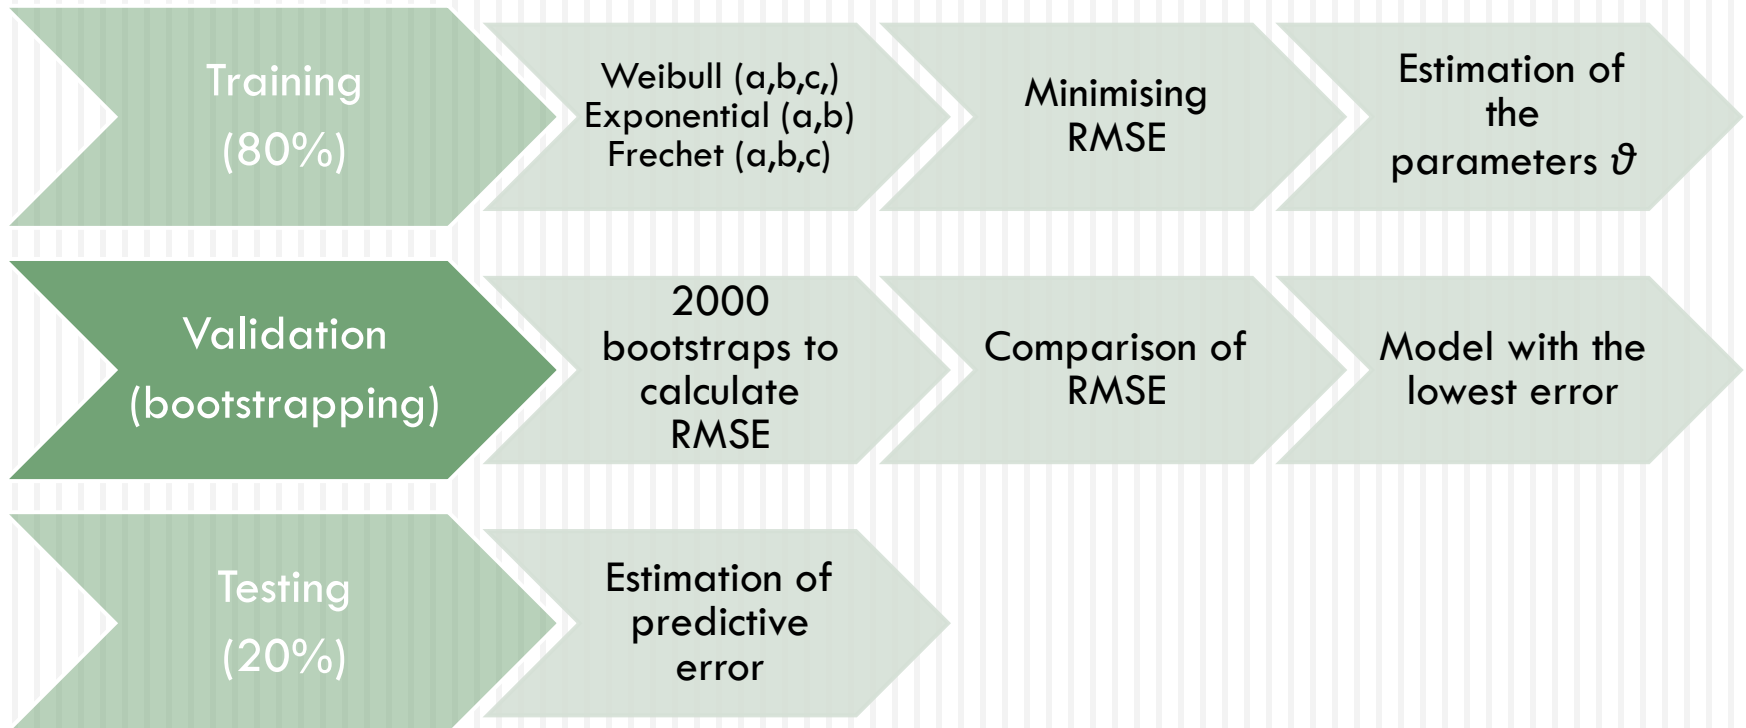 Training
(80%)
Weibull (a,b,c,)
Exponential (a,b)
Frechet (a,b,c)
Minimising
RMSE
Estimation of
the
parameters ϑ
Validation
(bootstrapping)
2000
bootstraps to
calculate
RMSE
Comparison of
RMSE
Model with the
lowest error
Testing
(20%)
Estimation of
predictive
error